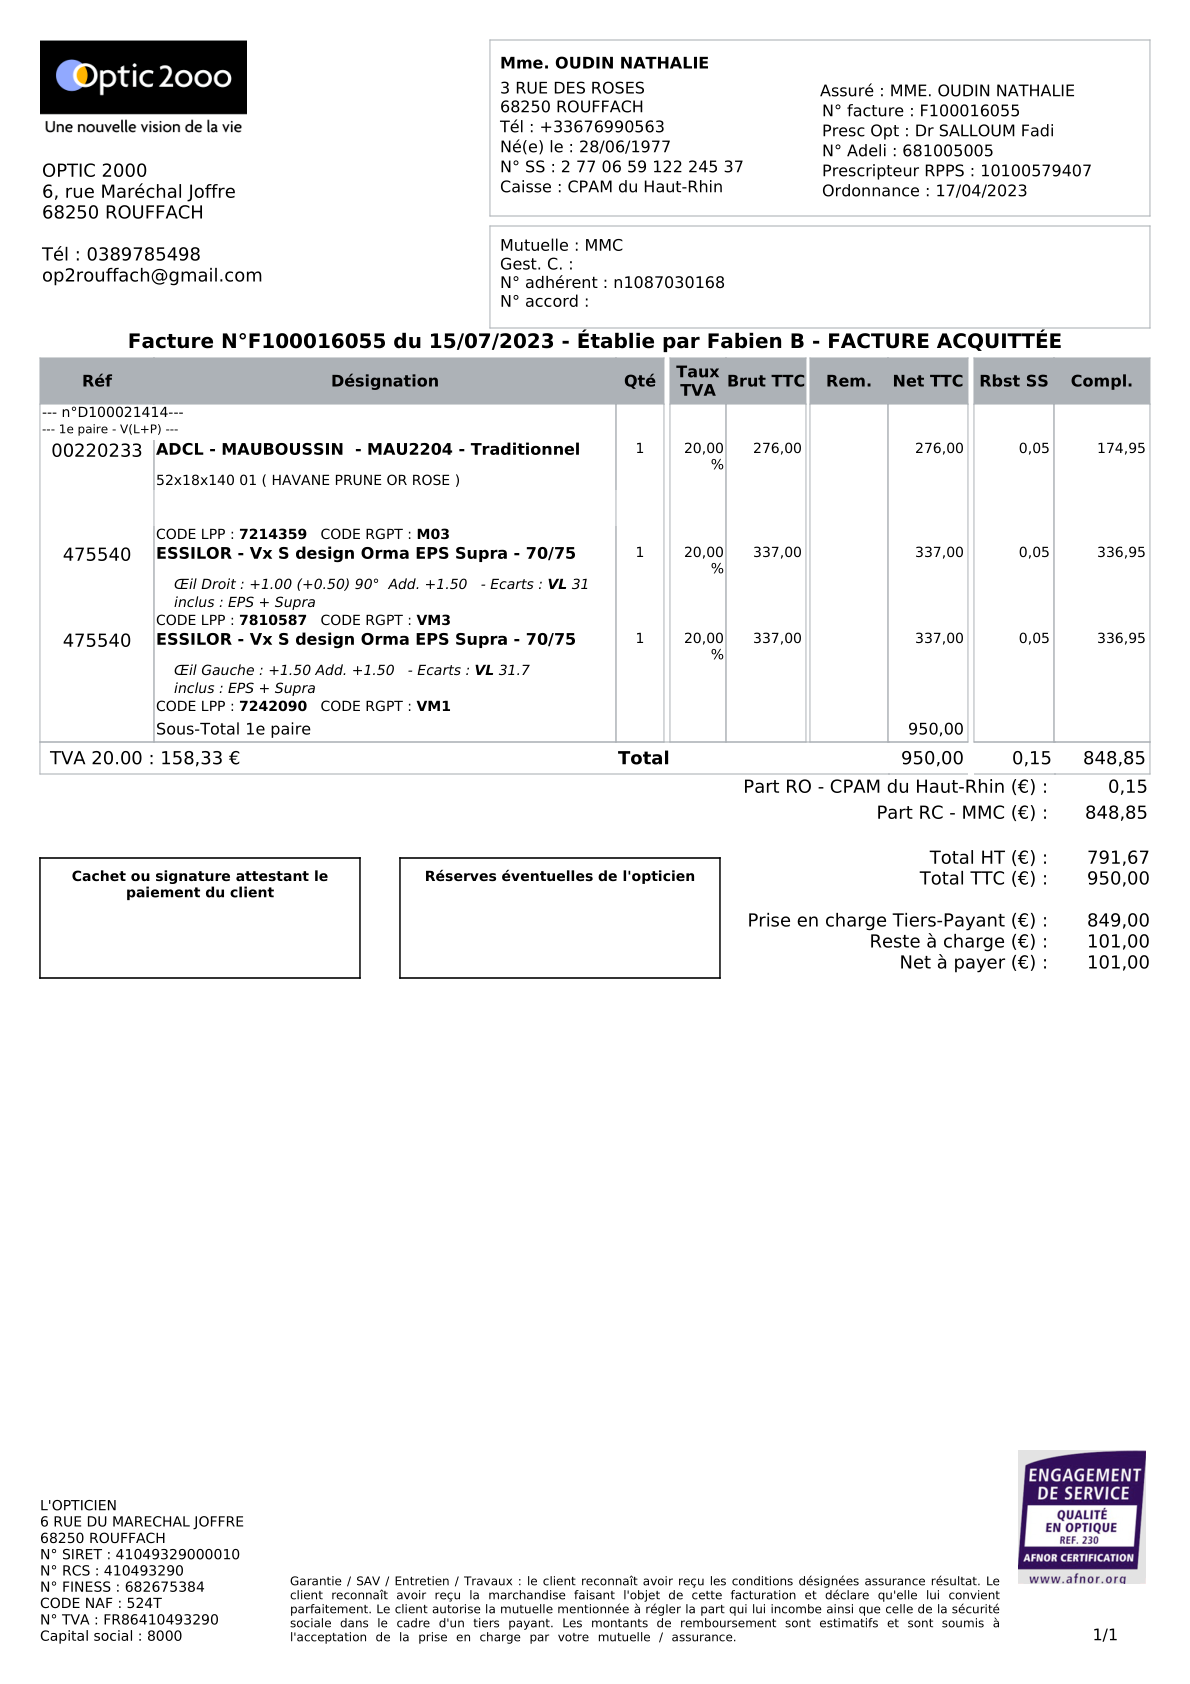 Optic 2ooo
Une nouvelle vision de la vie
OPTIC 2000
6, rue Maréchal Joffre
68250 ROUFFACH
Tél : 0389785498
op2rouffach@gmail.com
Mme. OUDIN NATHALIE
3 RUE DES ROSES
68250 ROUFFACH
Tél : +33676990563
Né(e) le : 28/06/1977
N° SS : 2 77 06 59 122 245 37
Caisse : CPAM du Haut-Rhin
Assuré : MME. OUDIN NATHALIE
N° facture : F100016055
Presc Opt : Dr SALLOUM Fadi
N° Adeli : 681005005
Prescripteur RPPS : 10100579407
Ordonnance : 17/04/2023
Mutuelle : MMC
Gest. C. :
N° adhérent : n1087030168
N° accord :
Facture N°F100016055 du 15/07/2023 - Établie par Fabien B - FACTURE ACQUITTÉE
Réf Désignation Qté Taux TVA Brut TTC Rem. Net TTC Rbst SS Compl.
--- n°D100021414---
--- 1e paire - V(L+P) ---
00220233 ADCL - MAUBOUSSIN - MAU2204 - Traditionnel 1 20,00 % 276,00 276,00 0,05 174,95
52x18x140 01 ( HAVANE PRUNE OR ROSE )
CODE LPP : 7214359 CODE RGPT : M03
475540 ESSILOR - Vx S design Orma EPS Supra - 70/75 1 20,00 % 337,00 337,00 0,05 336,95
Œil Droit : +1.00 (+0.50) 90° Add. +1.50 - Ecarts : VL 31
inclus : EPS + Supra
CODE LPP : 7810587 CODE RGPT : VM3
475540 ESSILOR - Vx S design Orma EPS Supra - 70/75 1 20,00 % 337,00 337,00 0,05 336,95
Œil Gauche : +1.50 Add. +1.50 - Ecarts : VL 31.7
inclus : EPS + Supra
CODE LPP : 7242090 CODE RGPT : VM1
Sous-Total 1e paire 950,00
TVA 20.00 : 158,33 € Total 950,00 0,15 848,85
Part RO - CPAM du Haut-Rhin (€) : 0,15
Part RC - MMC (€) : 848,85
Total HT (€) : 791,67
Total TTC (€) : 950,00
Prise en charge Tiers-Payant (€) : 849,00
Reste à charge (€) : 101,00
Net à payer (€) : 101,00
Cachet ou signature attestant le
paiement du client
Réserves éventuelles de l'opticien
L'OPTICIEN
6 RUE DU MARECHAL JOFFRE
68250 ROUFFACH
N° SIRET : 41049329000010
N° RCS : 410493290
N° FINESS : 682675384
CODE NAF : 524T
N° TVA : FR86410493290
Capital social : 8000
Garantie / SAV / Entretien / Travaux : le client reconnaît avoir reçu les conditions désignées assurance résultat. Le
client reconnaît avoir reçu la marchandise faisant l'objet de cette facturation et déclare qu'elle lui convient
parfaitement. Le client autorise la mutuelle mentionnée à régler la part qui lui incombe ainsi que celle de la sécurité
sociale dans le cadre d'un tiers payant. Les montants de remboursement sont estimatifs et sont soumis à
l'acceptation de la prise en charge par votre mutuelle / assurance.
ENGAGEMENT
DE SERVICE
QUALITÉ
EN OPTIQUE
REF. 230
AFNOR CERTIFICATION
www.afnor.org
1/1